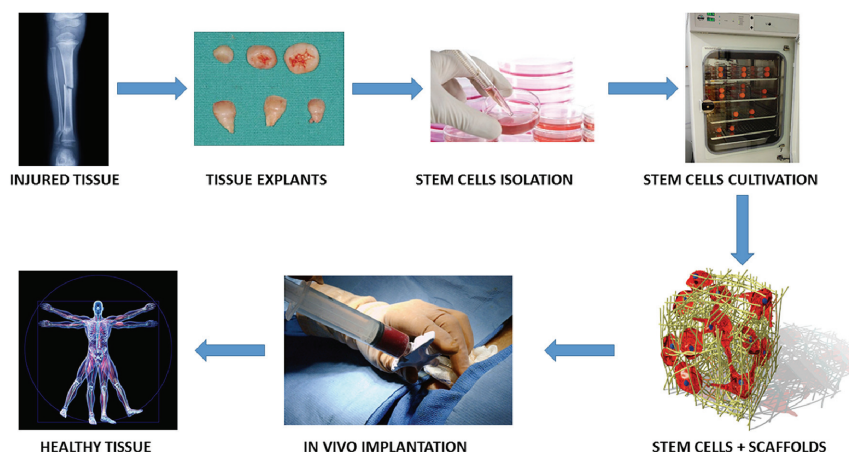 INJURED TISSUE
TISSUE EXPLANTS
STEM CELLS ISOLATION
STEM CELLS CULTIVATION
STEM CELLS + SCAFFOLDS
IN VIVO IMPLANTATION
HEALTHY TISSUE